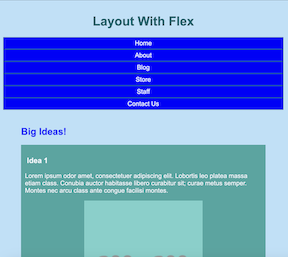 Layout With Flex
Home
About
Blog
Store
Staff
Contact Us
Big Ideas!
Idea 1
Lorem ipsum odor amet, consectetuer adipiscing elit. Lobortis leo platea massa
etiam class. Conubia auctor habitasse libero curabitur sit; curae metus semper.
Montes nec arcu class ante congue facilisi montes.